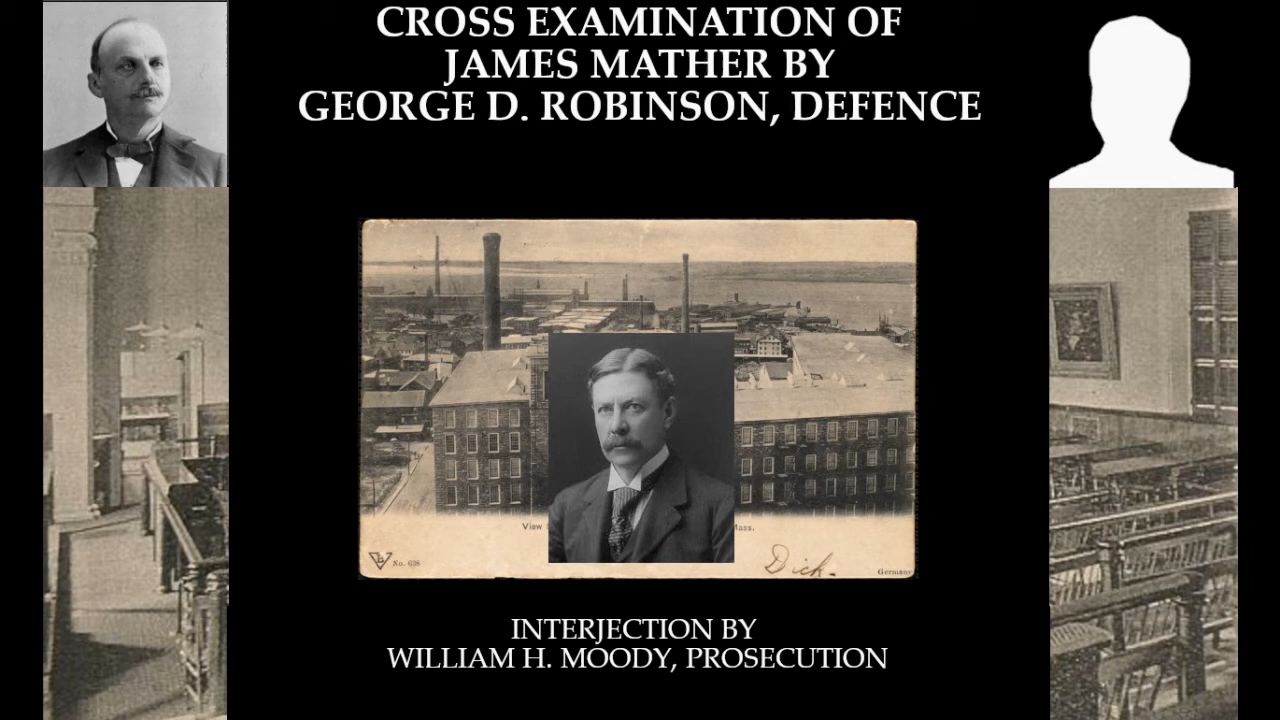 CROSS EXAMINATION OF
JAMES MATHER BY
GEORGE D. ROBINSON, DEFENCE
View
Mass.
No. 638
Dick.
Germany
INTERJECTION BY
WILLIAM H. MOODY, PROSECUTION